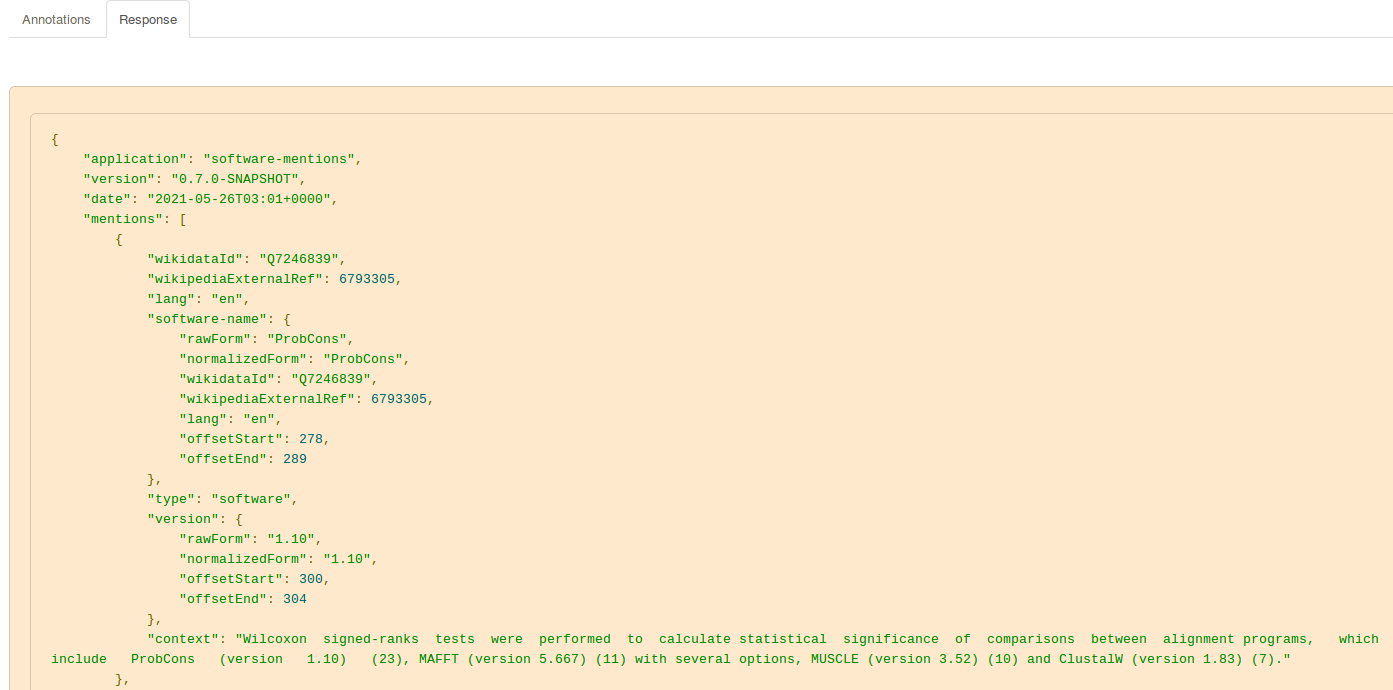 Annotations Response
{
"application": "software-mentions",
"version": "0.7.0-SNAPSHOT",
"date": "2021-05-26T03:01+0000",
"mentions": [
{
"wikidataId": "Q7246839",
"wikipediaExternalRef": 6793305,
"lang": "en",
"software-name": {
"rawForm": "ProbCons",
"normalizedForm": "ProbCons",
"wikidataId": "Q7246839",
"wikipediaExternalRef": 6793305,
"lang": "en",
"offsetStart": 278,
"offsetEnd": 289
},
"type": "software",
"version": {
"rawForm": "1.10",
"normalizedForm": "1.10",
"offsetStart": 300,
"offsetEnd": 304
},
"context": "Wilcoxon  signed-ranks  tests  were  performed  to  calculate statistical  significance  of  comparisons  between  alignment programs,   which
include   ProbCons   (version   1.10)   (23), MAFFT (version 5.667) (11) with several options, MUSCLE (version 3.52) (10) and ClustalW (version 1.83) (7)."
},